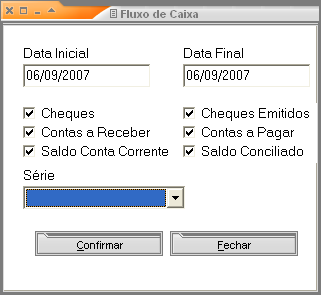 Fluxo de Caixa
Data Inicial Data Final
06/09/2007 06/09/2007
Cheques Cheques Emitidos
Contas a Receber Contas a Pagar
Saldo Conta Corrente Saldo Conciliado
Série
Confirmar Fechar